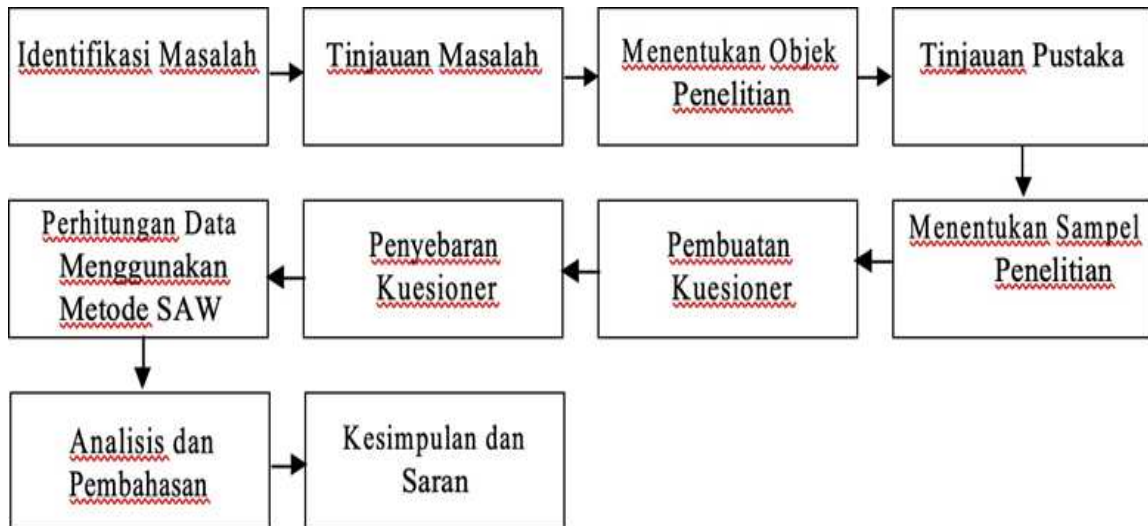 Identifikasi Masalah
Tinjauan Masalah
Menentukan Objek
Penelitian
Tinjauan Pustaka
Menentukan Sampel
Penelitian
Pembuatan
Kuesioner
Penyebaran
Kuesioner
Perhitungan Data
Menggunakan
Metode SAW
Analisis dan
Pembahasan
Kesimpulan dan
Saran